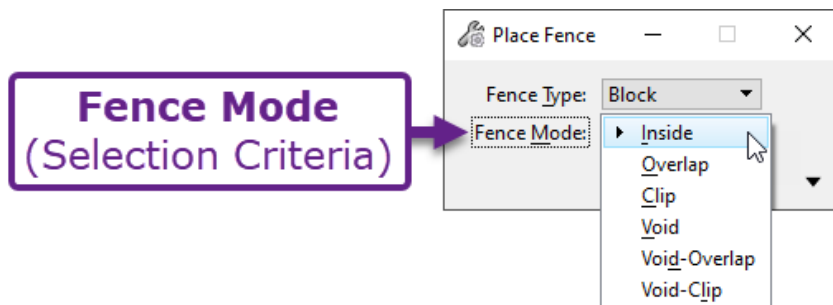 Place Fence
Fence Mode
(Selection Criteria)
Fence Type: Block
Fence Mode:
Inside
Overlap
Clip
Void
Void-Overlap
Void-Clip